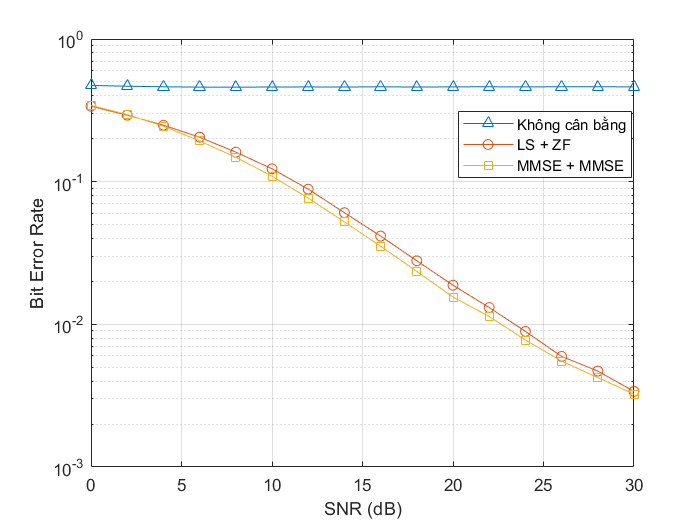 10^0
10^-1
10^-2
10^-3
Bit Error Rate
Không cân bằng
LS + ZF
MMSE + MMSE
0 5 10 15 20 25 30
SNR (dB)